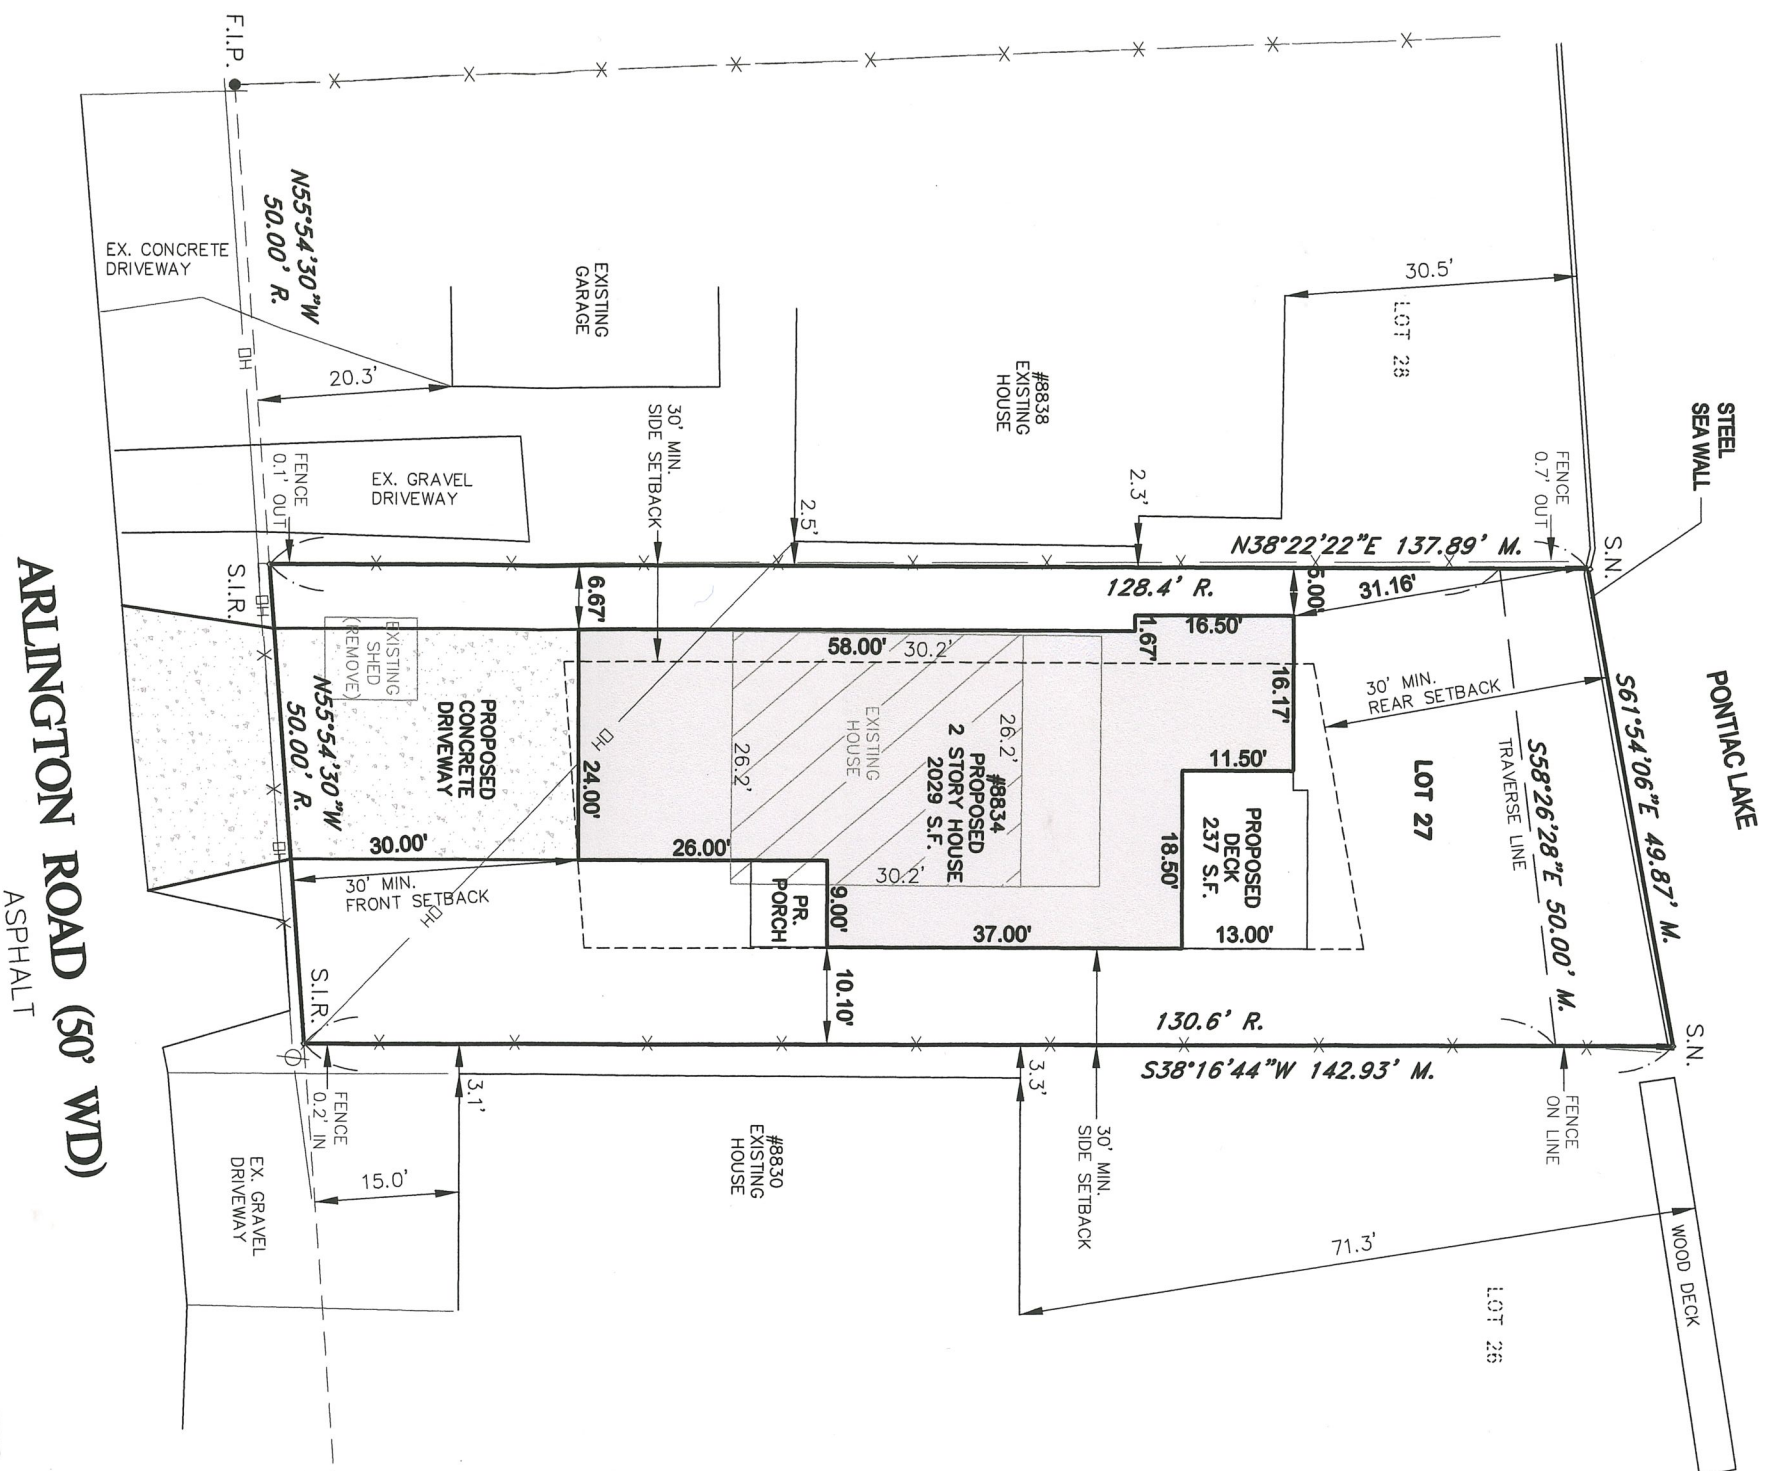 F.I.P.
N55°54'30"W
50.00' R.
EX. CONCRETE
DRIVEWAY
OH
20.3'
EXISTING
GARAGE
#8838
EXISTING
HOUSE
30.5'
LOT 28
STEEL
SEAWALL
PONTIAC LAKE
EX. GRAVEL
DRIVEWAY
FENCE
0.1' OUT
30' MIN.
SIDE SETBACK
2.5'
2.3'
FENCE
0.7' OUT
S.N.
N38°22'22"E 137.89' M.
128.4' R.
S.I.R.
OH
6.67'
5.00'
31.16'
16.50'
1.67'
58.00'
30.2'
16.17'
30' MIN.
REAR SETBACK
S61°54'06"E 49.87' M.
S58°26'28"E 50.00' M.
TRAVERSE LINE
LOT 27
EXISTING
SHED
(REMOVE)
N55°54'30"W
50.00' R.
PROPOSED
CONCRETE
DRIVEWAY
OH
24.00'
26.2'
EXISTING
HOUSE
26.2'
#8834
PROPOSED
2 STORY HOUSE
2029 S.F.
11.50'
PROPOSED
DECK
237 S.F.
18.50'
OH
30.00'
30' MIN.
FRONT SETBACK
OH
26.00'
30.2'
PR.
PORCH
9.00'
37.00'
13.00'
10.10'
130.6' R.
S38°16'44"W 142.93' M.
S.I.R.
S.N.
FENCE
0.2' IN
3.1'
3.3'
30' MIN.
SIDE SETBACK
FENCE
ON LINE
#8830
EXISTING
HOUSE
EX. GRAVEL
DRIVEWAY
15.0'
71.3'
WOOD DECK
LOT 26
ARLINGTON ROAD (50' WD)
ASPHALT